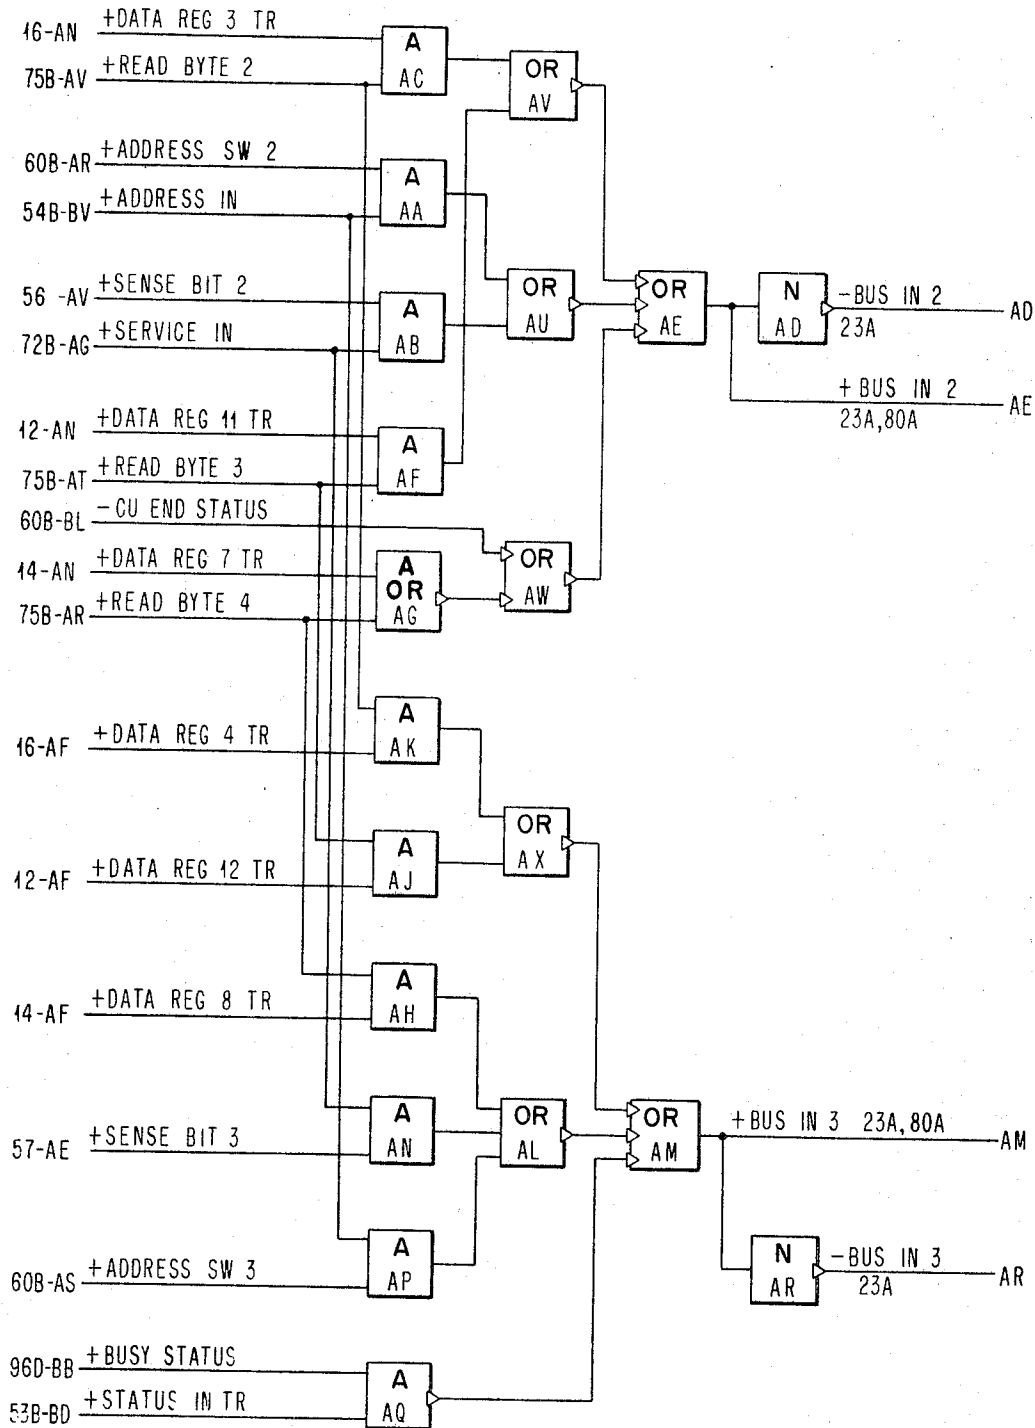 16-AN +DATA REG 3 TR
A
AC
75B-AV +READ BYTE 2
OR
AV
60B-AR +ADDRESS SW 2
A
AA
54B-BV +ADDRESS IN
56 -AV +SENSE BIT 2
A
AB
72B-AG +SERVICE IN
OR
AU
OR
AE
N
AD
-BUS IN 2
23A
AD
+ BUS IN 2
23A,80A
AE
12-AN +DATA REG 11 TR
A
AF
75B-AT +READ BYTE 3
60B-BL -CU END STATUS
OR
AW
14-AN +DATA REG 7 TR
A
OR
AG
75B-AR +READ BYTE 4
A
AK
16-AF +DATA REG 4 TR
OR
AX
A
AJ
12-AF +DATA REG 12 TR
A
AH
14-AF +DATA REG 8 TR
A
AN
57-AE +SENSE BIT 3
OR
AL
OR
AM
+BUS IN 3 23A,80A
AM
A
AP
60B-AS +ADDRESS SW 3
N
AR
-BUS IN 3
23A
AR
96D-BB +BUSY STATUS
A
AQ
53B-BD +STATUS IN TR